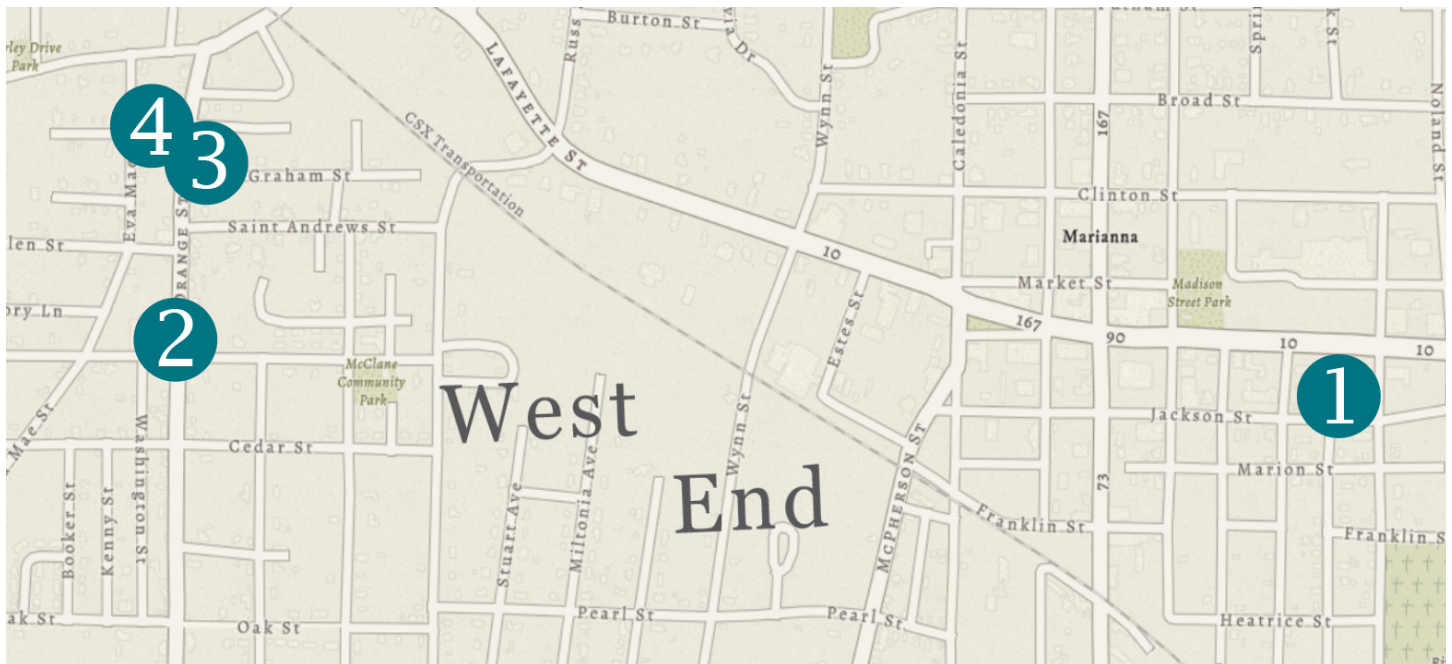 Burton St
Russ
ia Dr
Wynn St
Caledonia St
Putnam St
Spri
k St
rley Drive
Park
LAFAYETTE ST
CSX Transportation
167
Broad St
Noland St
4
3
Eva Mae
Graham St
Clinton St
ORANGE ST
Saint Andrews St
len St
10
Marianna
Market St
Madison
Street Park
ory Ln
2
Estes St
167
90
10
10
McClane
Community
Park
West
1
Jackson St
Mae St
Washington St
Cedar St
Wynn St
MCPHERSON ST
Marion St
End
73
Booker St
Kenny St
Stuart Ave
Miltonia Ave
Franklin St
Franklin S
ak St
Oak St
Pearl St
Pearl St
Heatrice St